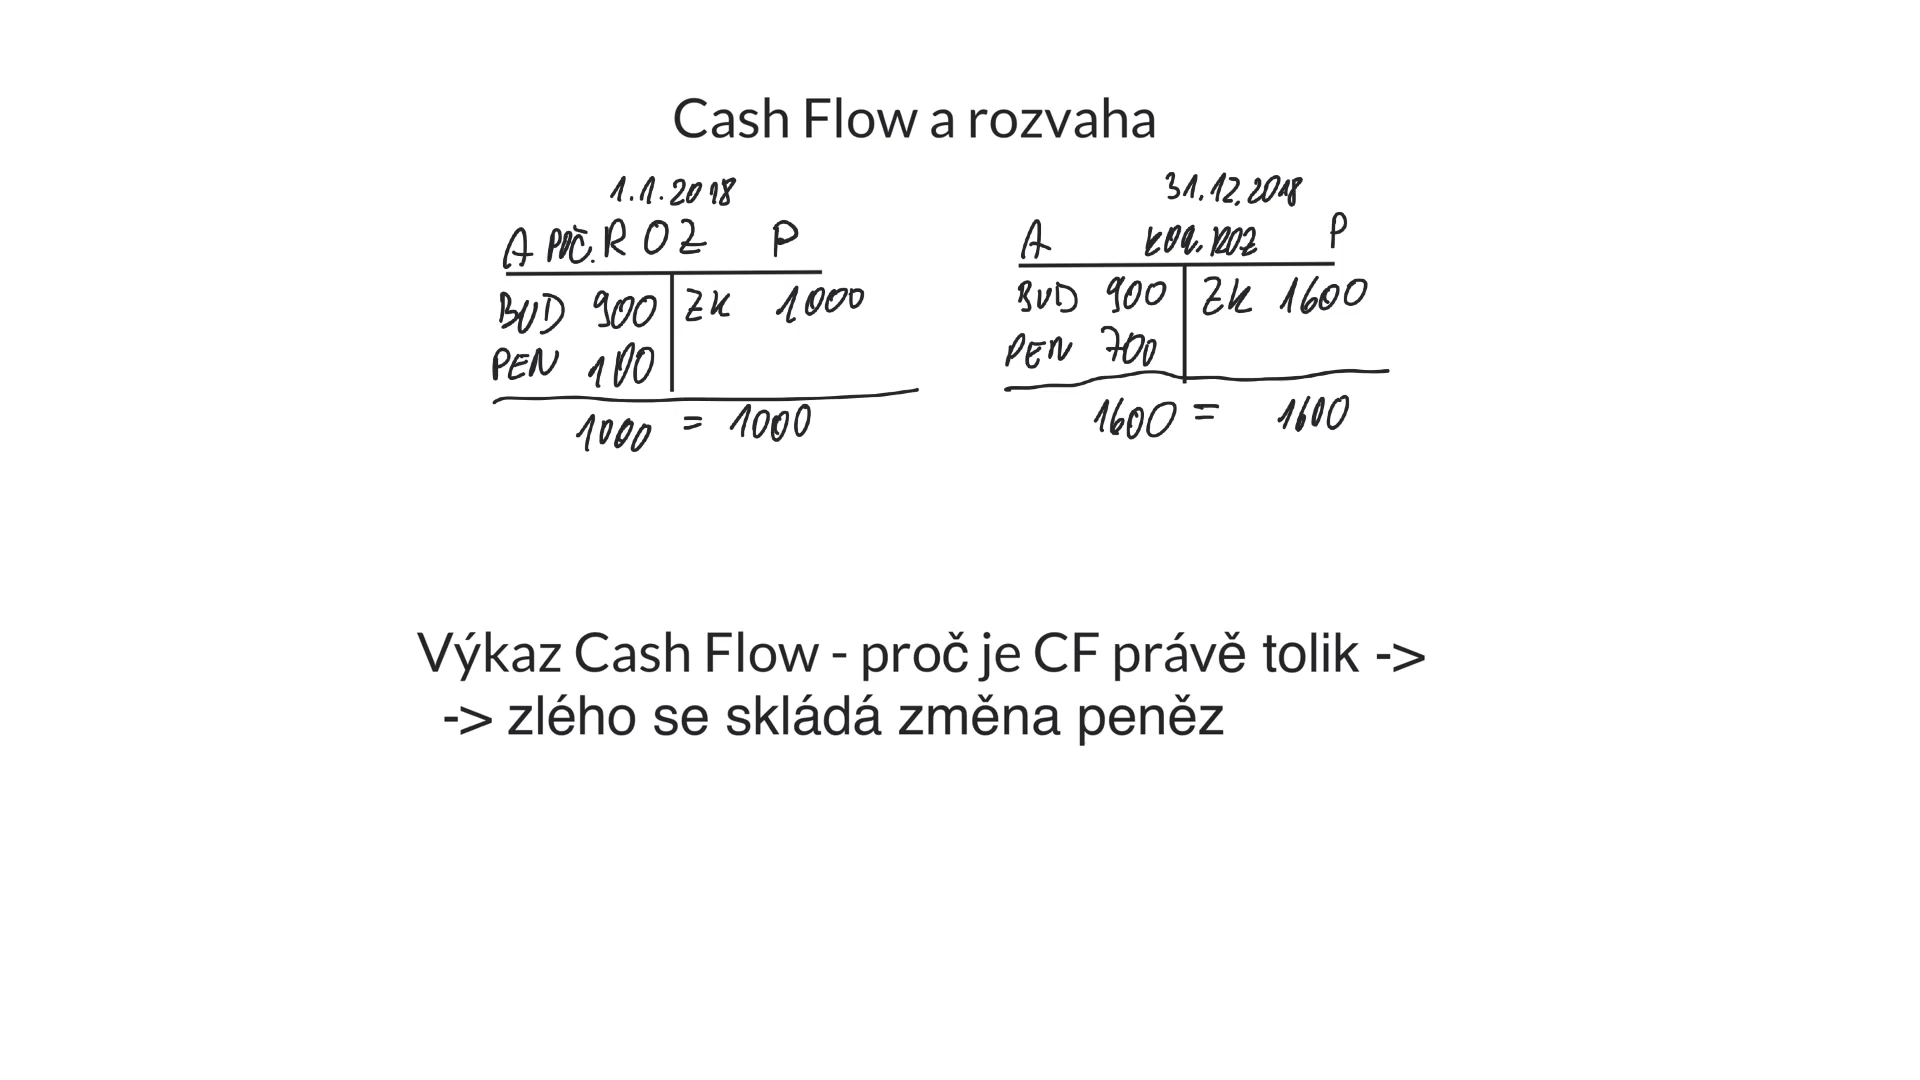 Cash Flow a rozvaha
1.1.2018
A POČ. ROZ P
BUD 900 ZK 1000
PEN 100
1000 = 1000
31.12.2018
A KON. ROZ P
BUD 900 ZK 1600
PEN 700
1600 = 1600
Výkaz Cash Flow - proč je CF právě tolik ->
-> zlého se skládá změna peněz